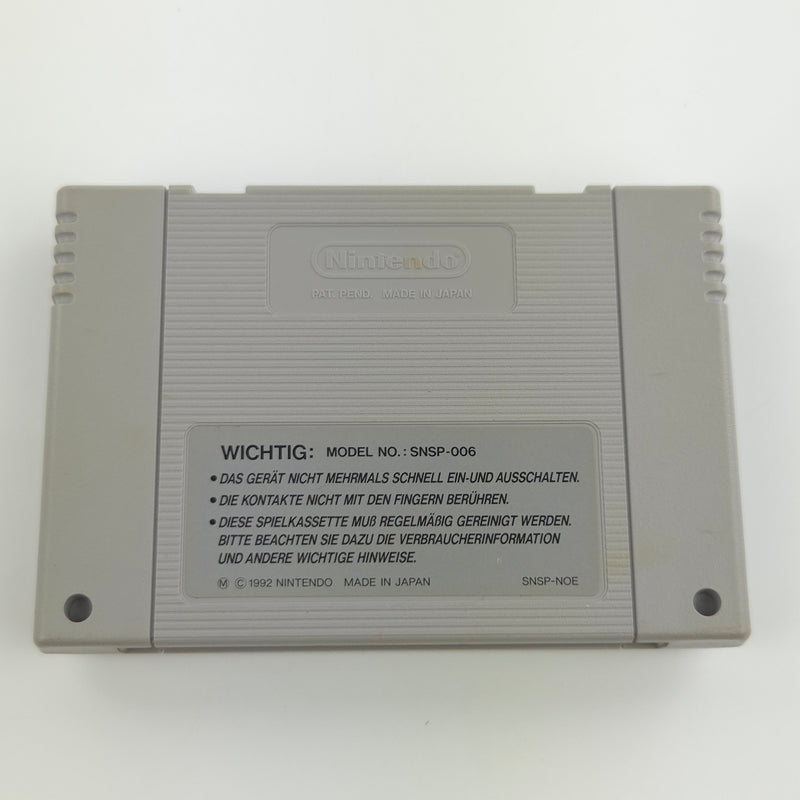 Nintendo
PAT. PEND. MADE IN JAPAN
WICHTIG: MODEL NO.: SNSP-006
• DAS GERÄT NICHT MEHRMALS SCHNELL EIN-UND AUSSCHALTEN.
• DIE KONTAKTE NICHT MIT DEN FINGERN BERÜHREN.
• DIESE SPIELKASSETTE MUß REGELMÄßIG GEREINIGT WERDEN.
BITTE BEACHTEN SIE DAZU DIE VERBRAUCHERINFORMATION
UND ANDERE WICHTIGE HINWEISE.
Ⓜ © 1992 NINTENDO MADE IN JAPAN SNSP-NOE